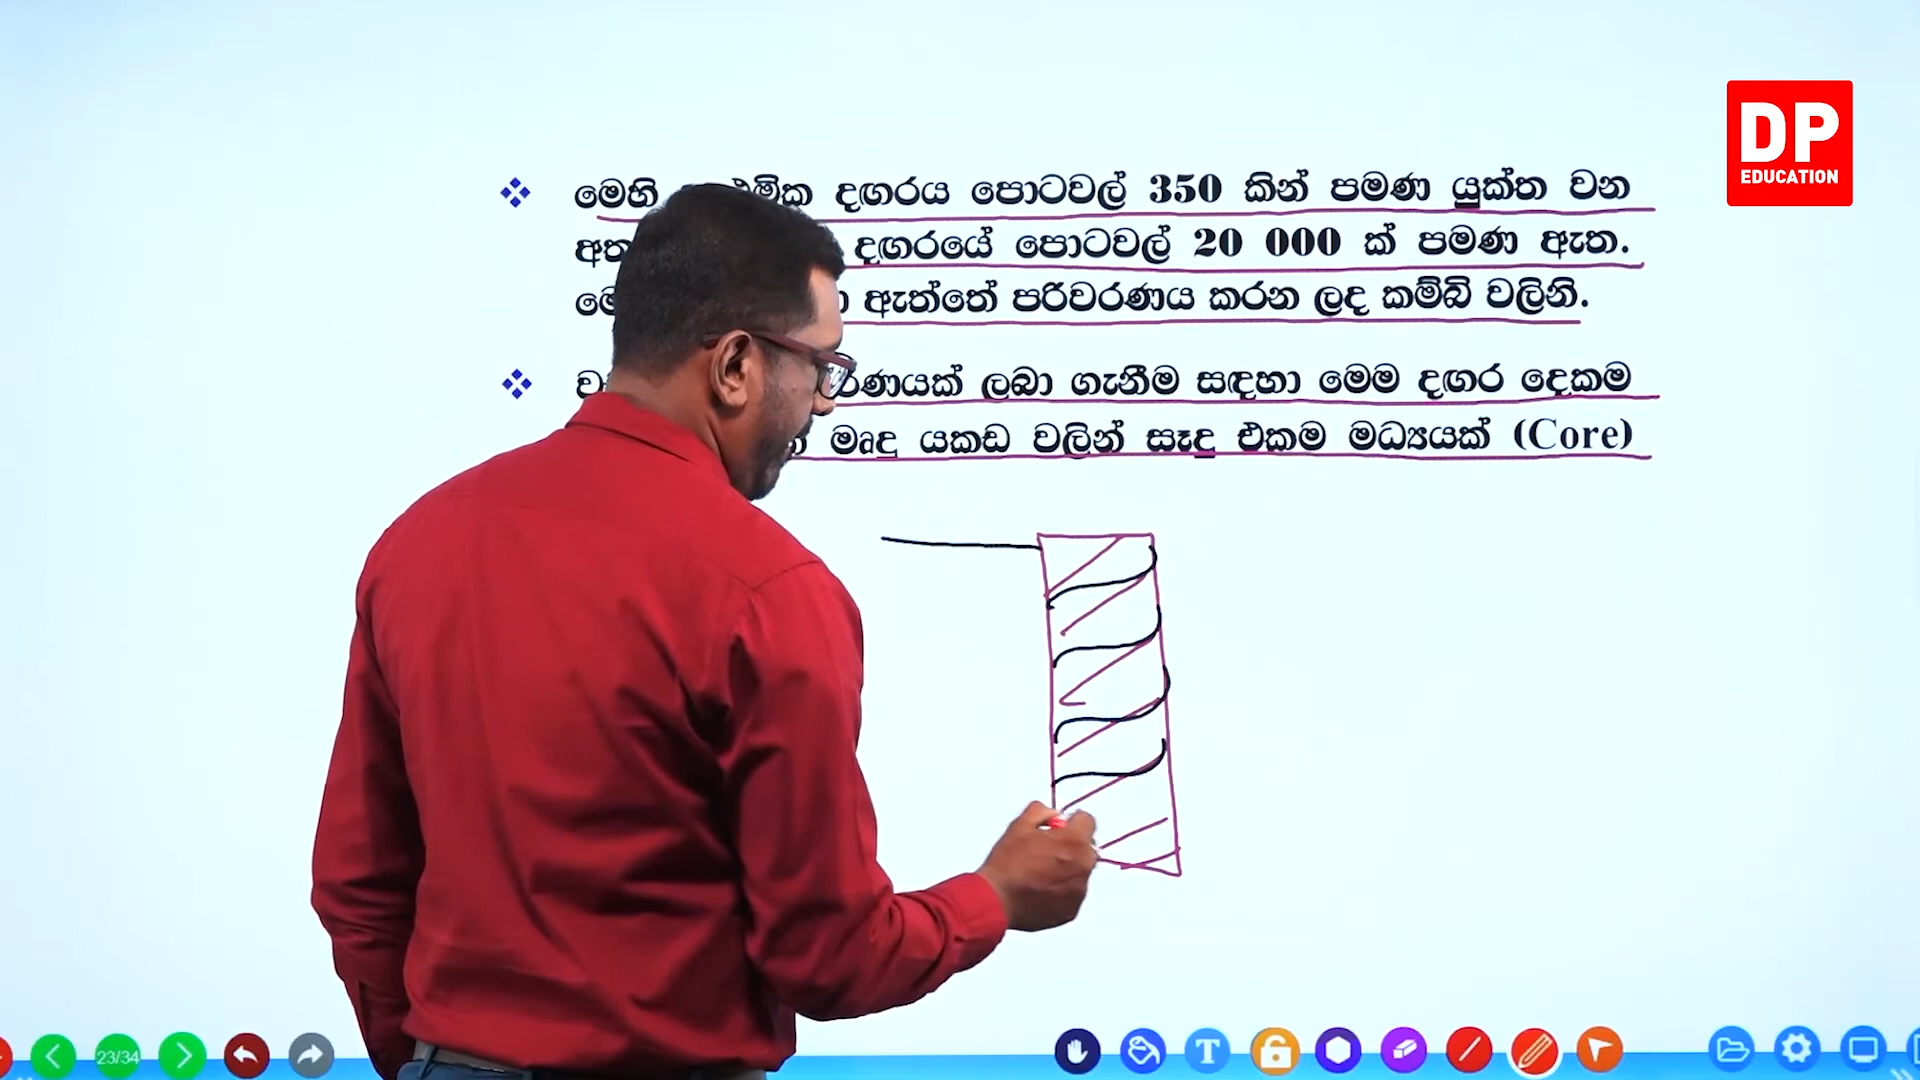 DP
EDUCATION
මෙහි දඟරය පොටවල් 350 කින් පමණ යුක්ත වන
අත දඟරයේ පොටවල් 20 000 ක් පමණ ඇත.
ඇත්තේ පරිවරණය කරන ලද කම්බි වලිනි.
ලබා ගැනීම සඳහා මෙම දඟර දෙකම
මෘදු යකඩ වලින් සෑදූ එකම මධ්‍යයක් (Core)
23/34